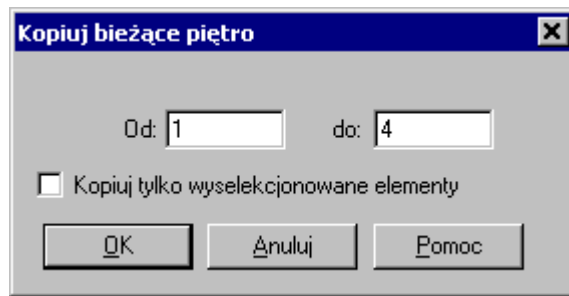 Kopiuj bieżące piętro
Od: 1 do: 4
Kopiuj tylko wyselekcjonowane elementy
OK Anuluj Pomoc